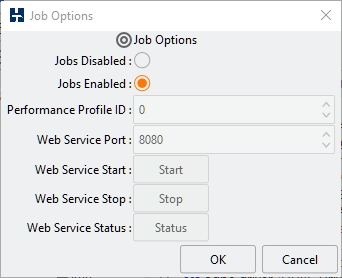 Job Options
Job Options
Jobs Disabled :
Jobs Enabled :
Performance Profile ID : 0
Web Service Port : 8080
Web Service Start : Start
Web Service Stop : Stop
Web Service Status : Status
OK Cancel